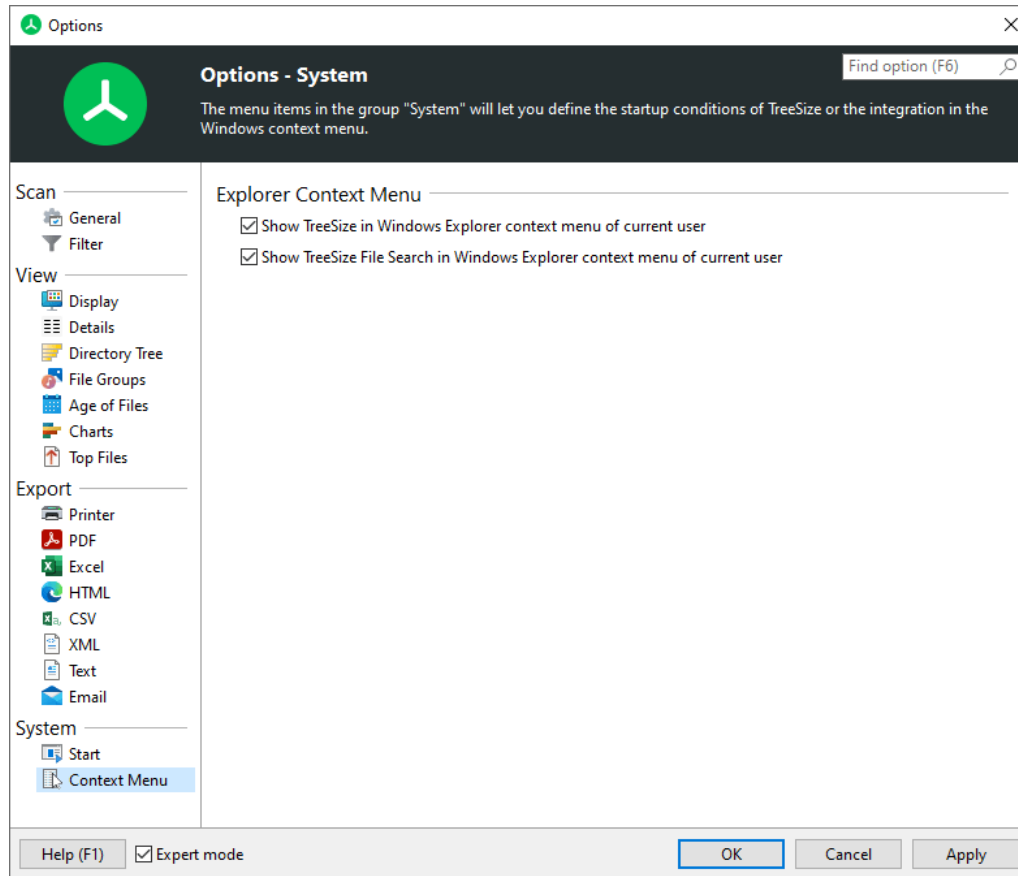 Options
Options - System
Find option (F6)
The menu items in the group "System" will let you define the startup conditions of TreeSize or the integration in the
Windows context menu.
Scan
General
Filter
View
Display
Details
Directory Tree
File Groups
Age of Files
Charts
Top Files
Export
Printer
PDF
Excel
HTML
CSV
XML
Text
Email
System
Start
Context Menu
Explorer Context Menu
Show TreeSize in Windows Explorer context menu of current user
Show TreeSize File Search in Windows Explorer context menu of current user
Help (F1)
Expert mode
OK
Cancel
Apply